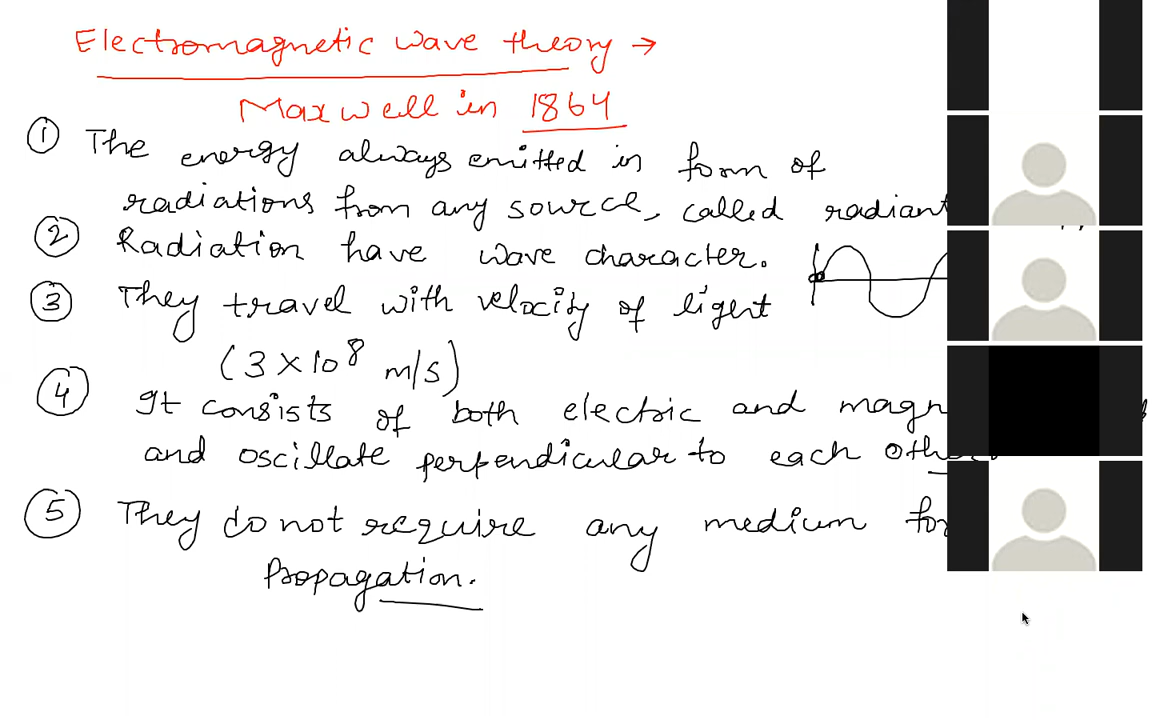 Electromagnetic wave theory →
Maxwell in 1864
① The energy always emitted in form of
radiations from any source, called radiant
② Radiation have wave character.
③ They travel with velocity of light
(3 × 10⁸ m/s)
④ It consists of both electric and
and oscillate perpendicular to each other
⑤ They do not require any medium for
Propagation.